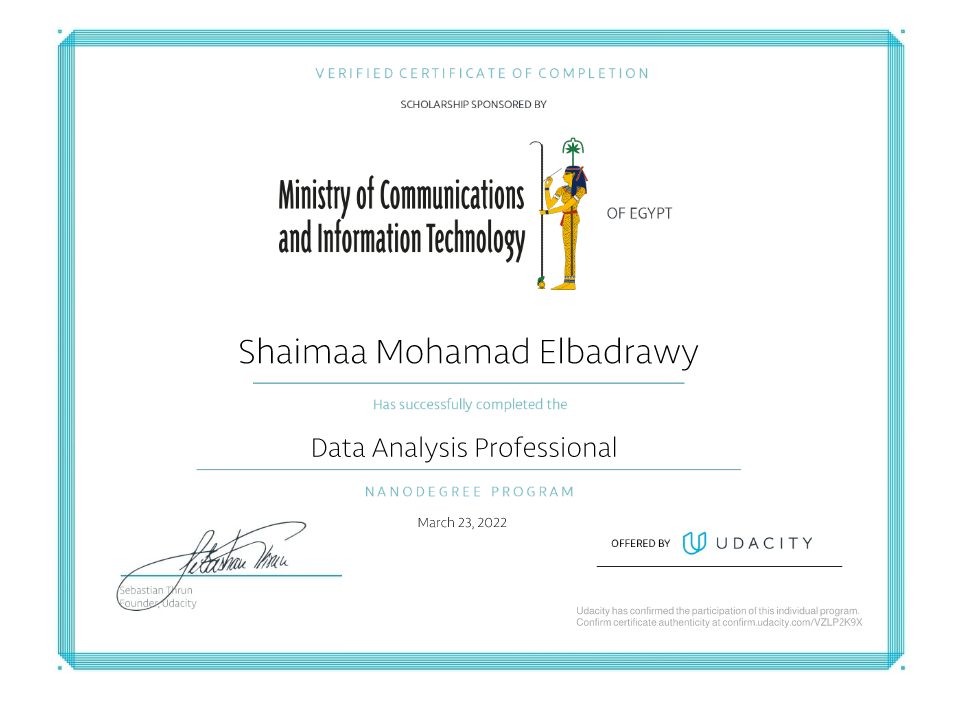 VERIFIED CERTIFICATE OF COMPLETION
SCHOLARSHIP SPONSORED BY
Ministry of Communications
and Information Technology
OF EGYPT
Shaimaa Mohamad Elbadrawy
Has successfully completed the
Data Analysis Professional
NANODEGREE PROGRAM
March 23, 2022
Sebastian Thrun
Sebastian Thrun
Founder, Udacity
OFFERED BY UDACITY
Udacity has confirmed the participation of this individual program.
Confirm certificate authenticity at confirm.udacity.com/VZLP2K9X